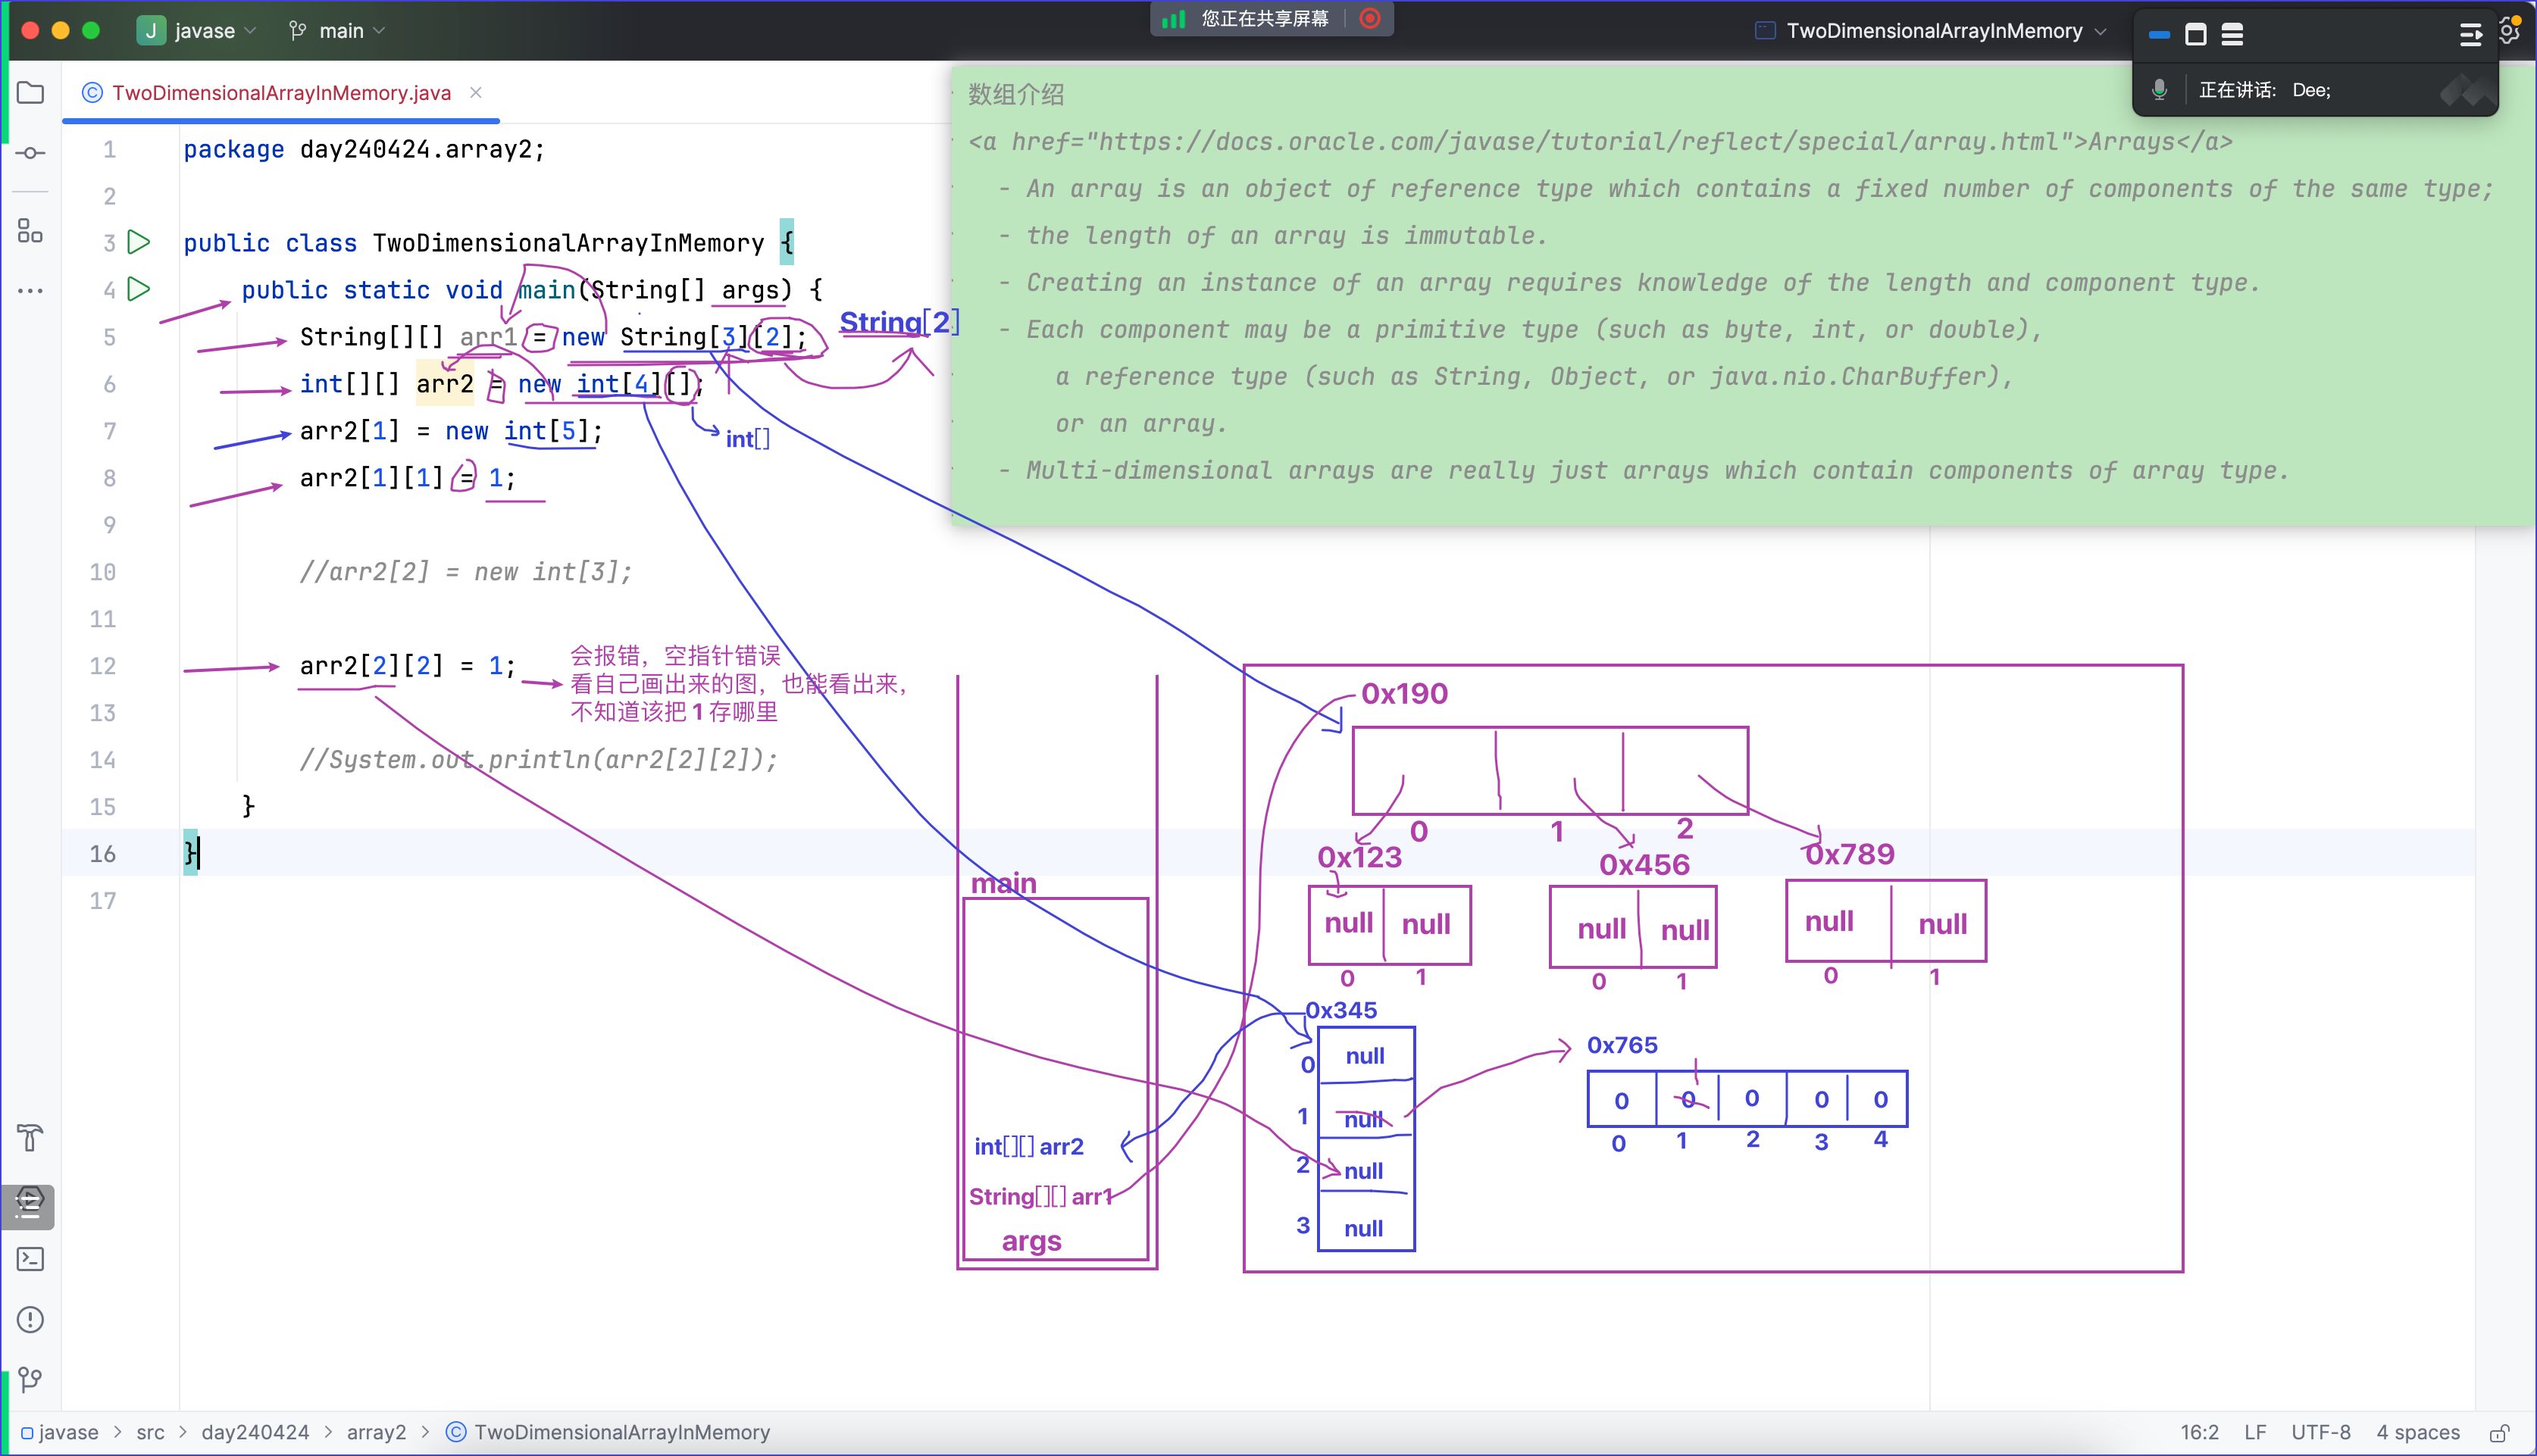 J javase main
您正在共享屏幕
TwoDimensionalArrayInMemory
正在讲话: Dee;
TwoDimensionalArrayInMemory.java
1 package day240424.array2;
2
3 public class TwoDimensionalArrayInMemory {
4 public static void main(String[] args) {
5 String[][] arr1 = new String[3][2];
String[2]
6 int[][] arr2 = new int[4][];
7 arr2[1] = new int[5];
int[]
8 arr2[1][1] = 1;
9
10 //arr2[2] = new int[3];
11
12 arr2[2][2] = 1;
会报错，空指针错误
看自己画出来的图，也能看出来，
不知道该把 1 存哪里
13
14 //System.out.println(arr2[2][2]);
15 }
16 }
17
数组介绍
<a href="https://docs.oracle.com/javase/tutorial/reflect/special/array.html">Arrays</a>
- An array is an object of reference type which contains a fixed number of components of the same type;
- the length of an array is immutable.
- Creating an instance of an array requires knowledge of the length and component type.
- Each component may be a primitive type (such as byte, int, or double),
a reference type (such as String, Object, or java.nio.CharBuffer),
or an array.
- Multi-dimensional arrays are really just arrays which contain components of array type.
main
int[][] arr2
String[][] arr1
args
0x190
0 1 2
0x123 0x456 0x789
null null null null null null
0 1 0 1 0 1
0x345
0 null
1 null
2 null
3 null
0x765
1
0 0 0 0 0
0 1 2 3 4
javase > src > day240424 > array2 > TwoDimensionalArrayInMemory
16:2 LF UTF-8 4 spaces